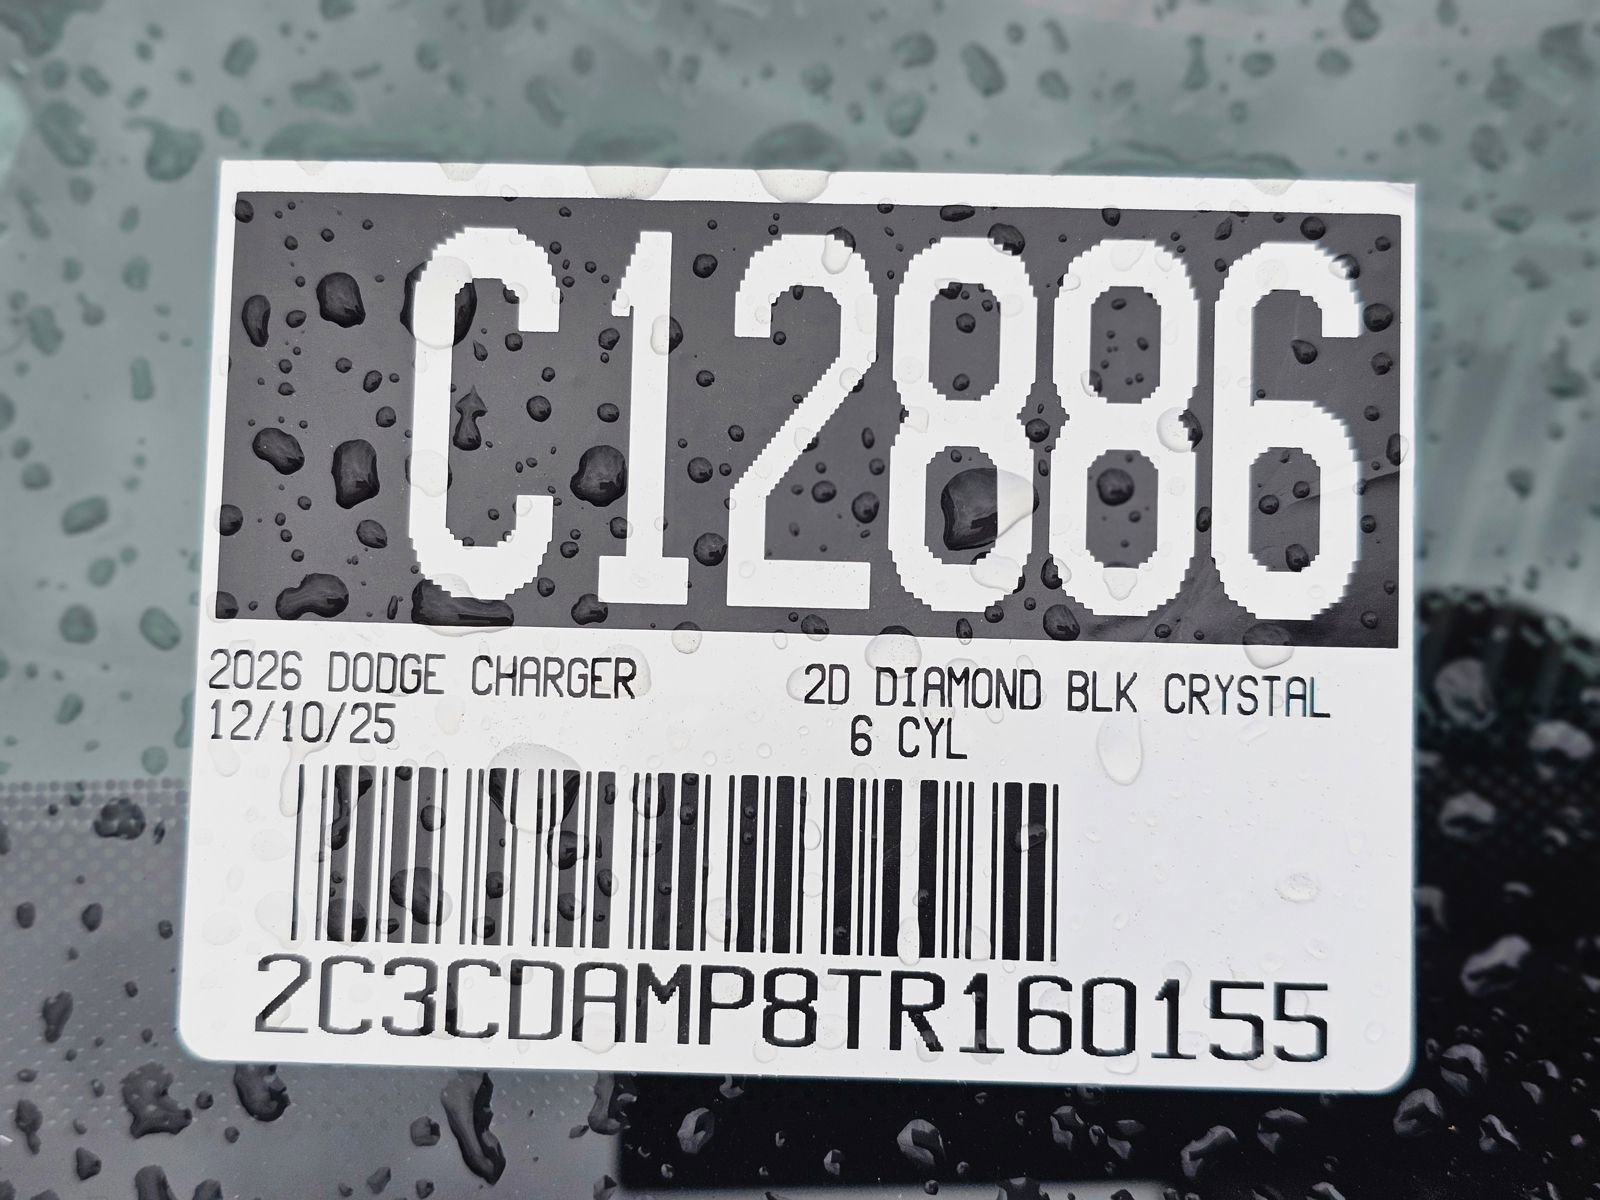 C12886
2026 DODGE CHARGER 2D DIAMOND BLK CRYSTAL
12/10/25 6 CYL
2C3CDAMP8TR160155